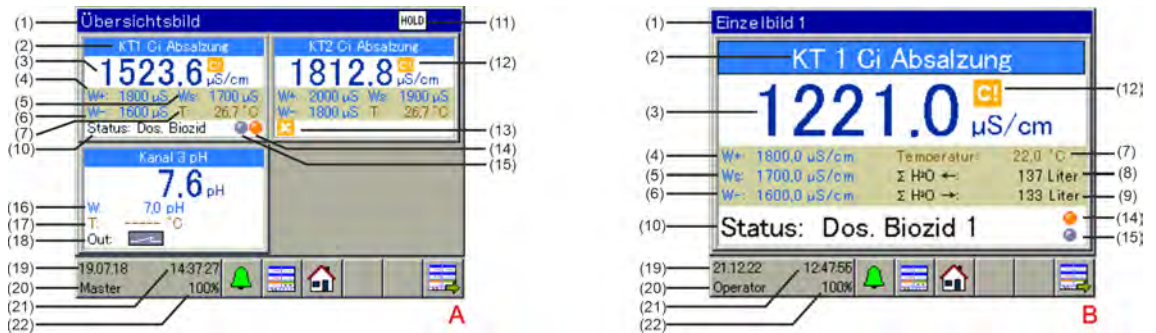 (1) Übersichtsbild HOLD (11)
(2) KT1 Ci Absalzung KT2 Ci Absalzung
(3) 1523.6 C! µS/cm 1812.8 C! µS/cm (12)
(4) W+: 1800 µS Ws: 1700 µS W+: 2000 µS Ws: 1900 µS
(5)
(6) W-: 1600 µS T: 26.7 °C W-: 1800 µS T: 26.7 °C
(7)
(10) Status: Dos. Biozid (13)
(14)
(15)
Kanal 3 pH
7.6 pH
(16) W: 7.0 pH
(17) T: ----- °C
(18) Out:
(19) 19.07.18 14:37:27
(20) Master 100%
(21)
(22)
A
(1) Einzelbild 1
(2) KT 1 Ci Absalzung
(3) 1221.0 C! µS/cm (12)
(4) W+: 1800.0 µS/cm Temperatur: 22.0 °C (7)
(5) Ws: 1700.0 µS/cm Σ H²O ←: 137 Liter (8)
(6) W-: 1600.0 µS/cm Σ H²O →: 133 Liter (9)
(10) Status: Dos. Biozid 1 (14)
(15)
(19) 21.12.22 12:47:56
(20) Operator 100%
(21)
(22)
B